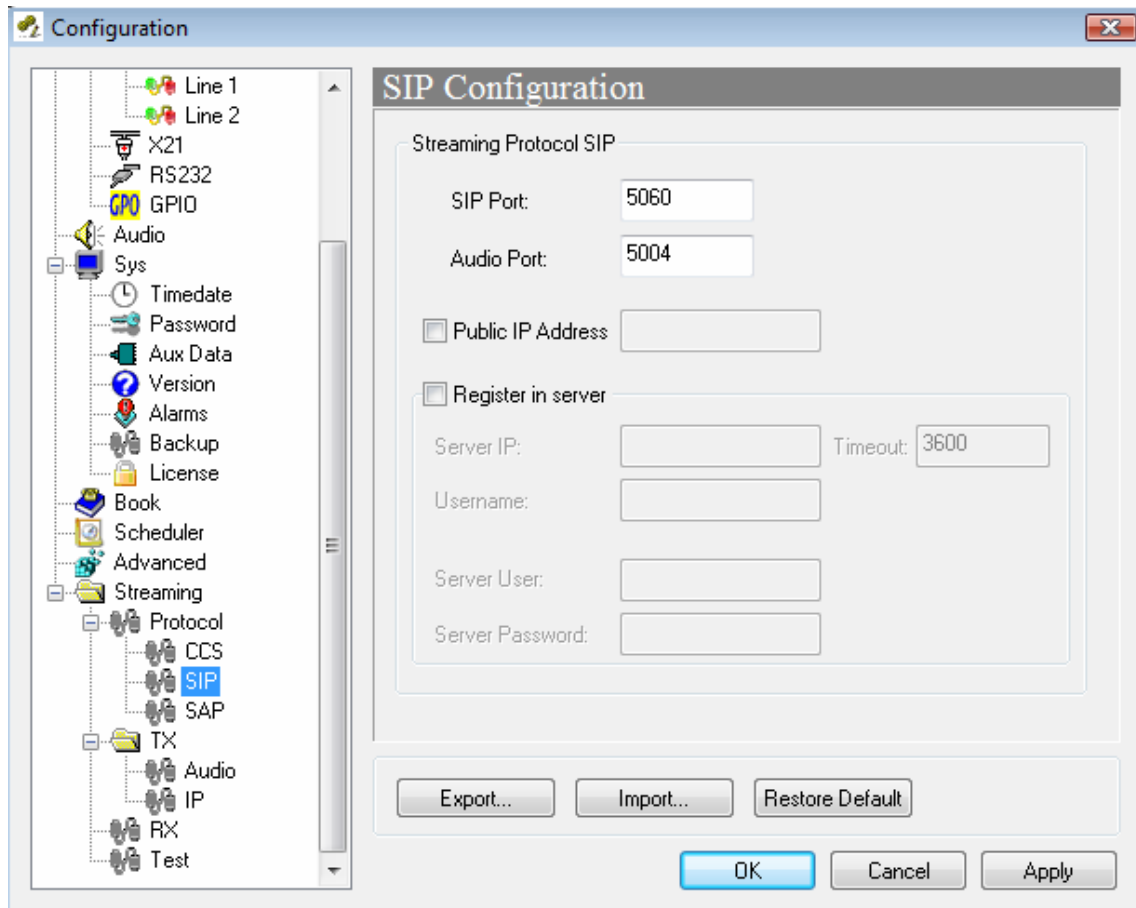 Configuration
Line 1
Line 2
X21
RS232
GPO GPIO
Audio
Sys
Timedate
Password
Aux Data
Version
Alarms
Backup
License
Book
Scheduler
Advanced
Streaming
Protocol
CCS
SIP
SAP
TX
Audio
IP
RX
Test
SIP Configuration
Streaming Protocol SIP
SIP Port: 5060
Audio Port: 5004
Public IP Address
Register in server
Server IP: Timeout: 3600
Username:
Server User:
Server Password:
Export... Import... Restore Default
OK Cancel Apply